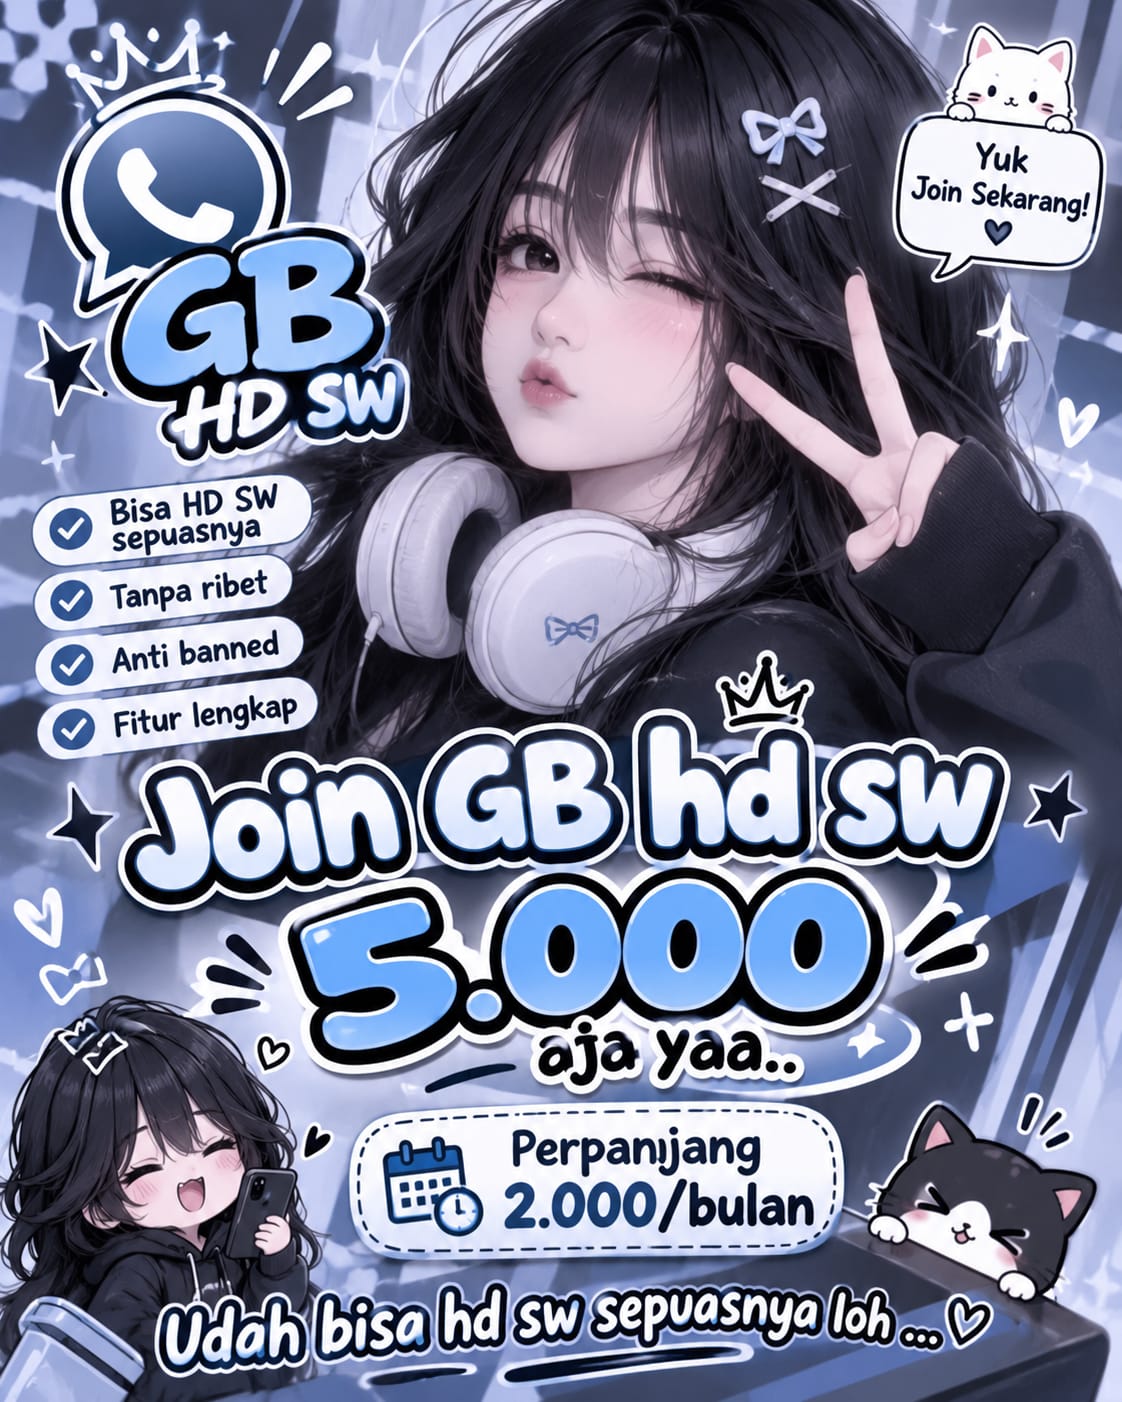 Yuk
Join Sekarang!
GB
HD SW
Bisa HD SW
sepuasnya
Tanpa ribet
Anti banned
Fitur lengkap
Join GB hd sw
5.000
aja yaa..
Perpanjang
2.000/bulan
Udah bisa hd sw sepuasnya loh ...